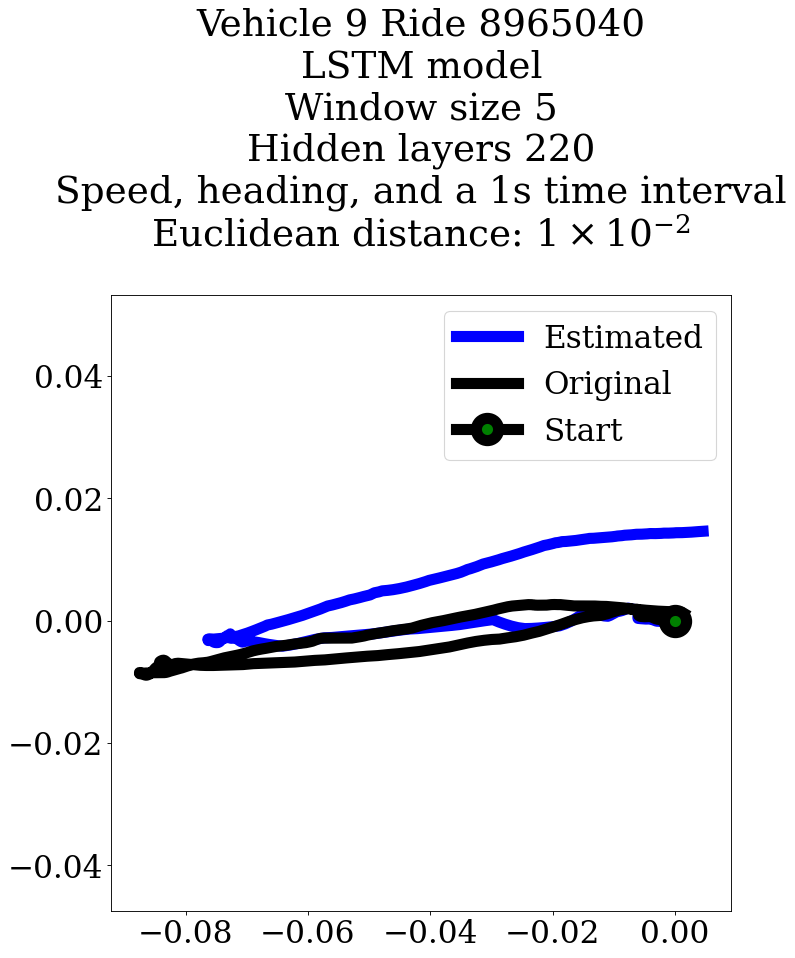 Vehicle 9 Ride 8965040
LSTM model
Window size 5
Hidden layers 220
Speed, heading, and a 1s time interval
Euclidean distance: 1 × 10⁻²
Estimated
Original
Start
0.04
0.02
0.00
−0.02
−0.04
−0.08 −0.06 −0.04 −0.02 0.00